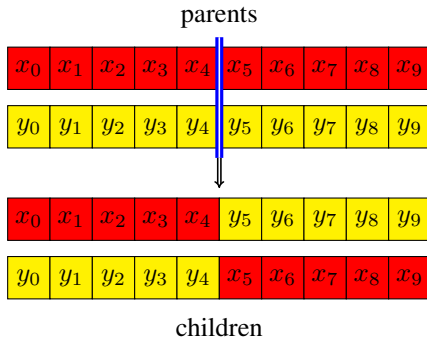 parents
x₀ x₁ x₂ x₃ x₄ x₅ x₆ x₇ x₈ x₉
y₀ y₁ y₂ y₃ y₄ y₅ y₆ y₇ y₈ y₉
x₀ x₁ x₂ x₃ x₄ y₅ y₆ y₇ y₈ y₉
y₀ y₁ y₂ y₃ y₄ x₅ x₆ x₇ x₈ x₉
children